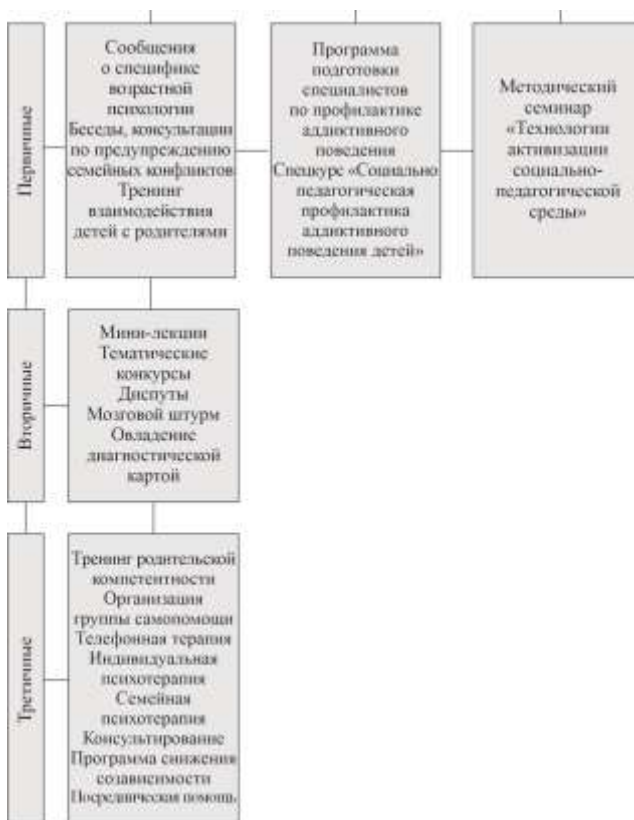 Первичные
Сообщения
о специфике
возрастной
психологии
Беседы, консультации
по предупреждению
семейных конфликтов
Тренинг
взаимодействия
детей с родителями
Программа
подготовки
специалистов
по профилактике
аддиктивного
поведения
Спецкурс «Социально
педагогическая
профилактика
аддиктивного
поведения детей»
Методический
семинар
«Технологии
активизации
социально-
педагогической
среды»
Вторичные
Мини-лекции
Тематические
конкурсы
Диспуты
Мозговой штурм
Овладение
диагностической
картой
Третичные
Тренинг родительской
компетентности
Организация
группы самопомощи
Телефонная терапия
Индивидуальная
психотерапия
Семейная
психотерапия
Консультирование
Программа снижения
созависимости
Посредническая помощь